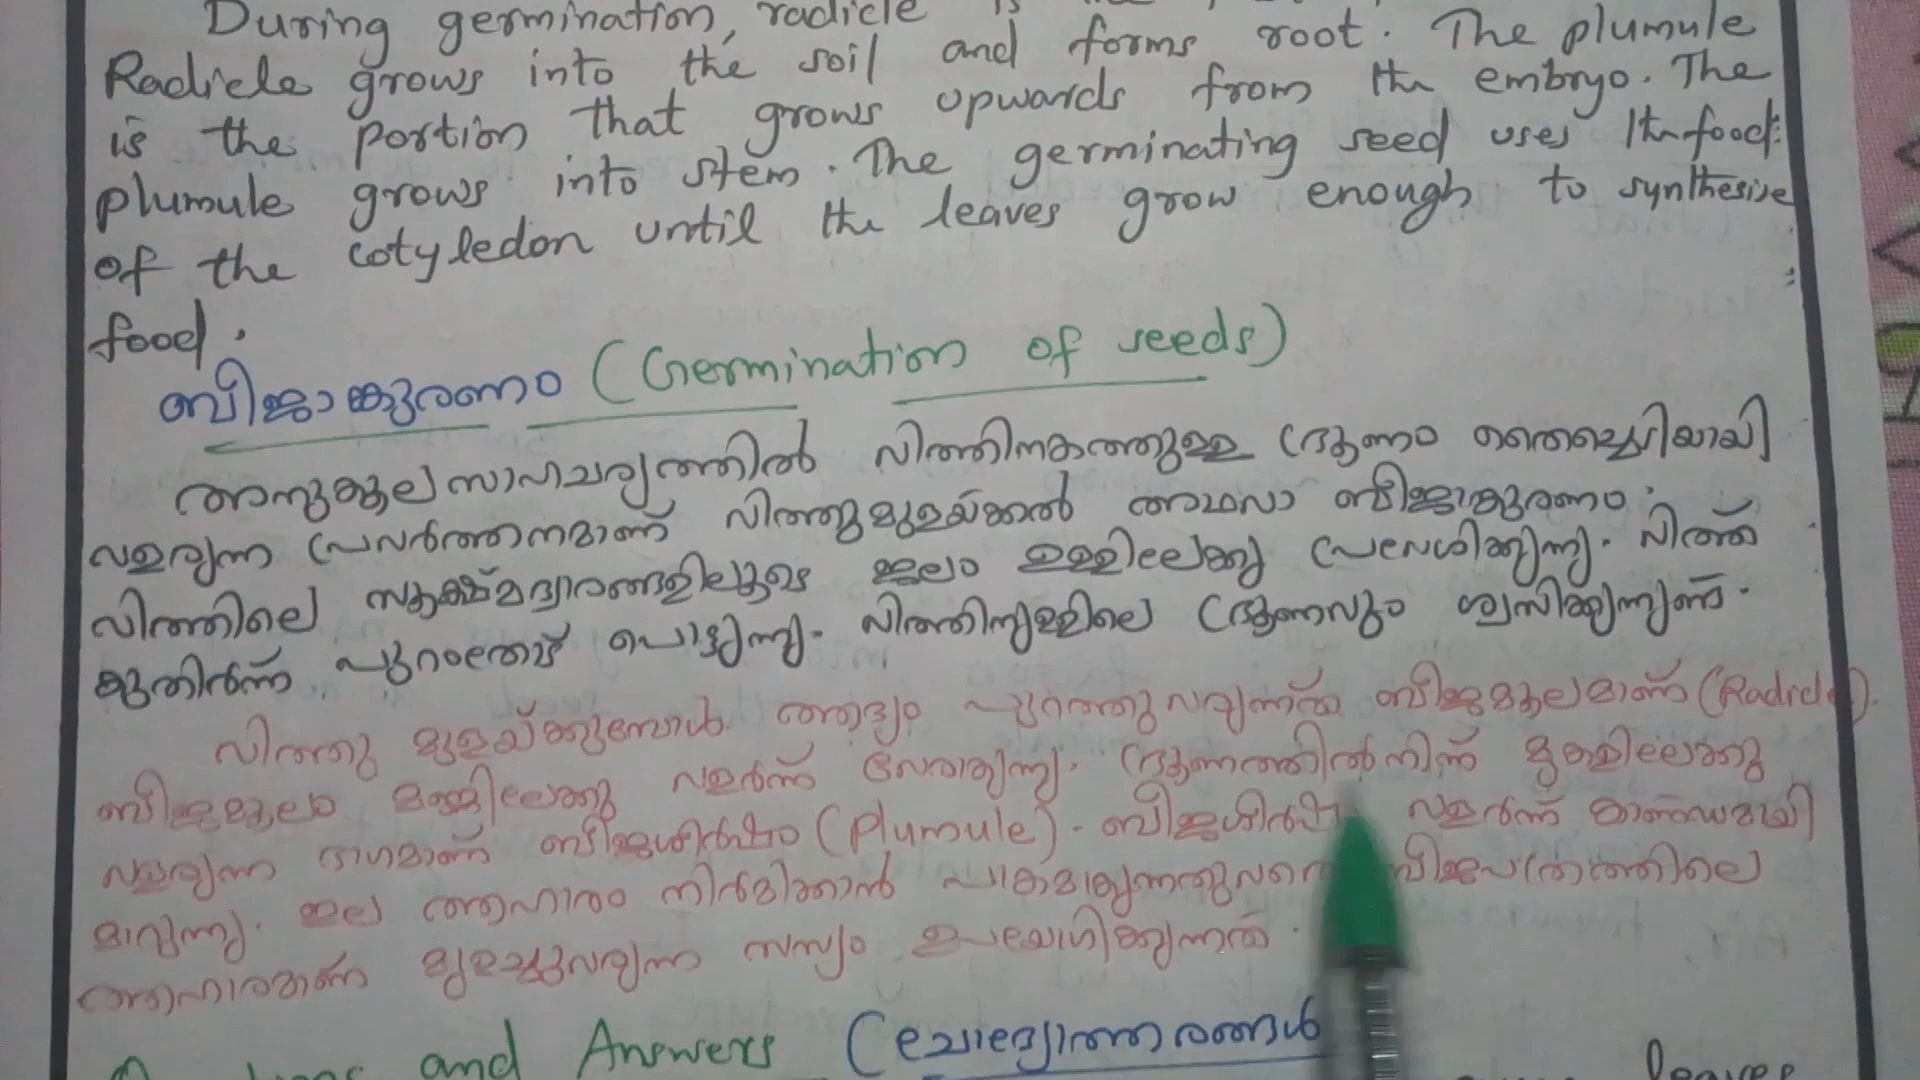 During germination, radicle is
Radicle grows into the soil and forms root. The plumule
is the portion that grows upwards from the embryo. The
plumule grows into stem. The germinating seed uses the food
of the cotyledon until the leaves grow enough to synthesise
food.
ബീജാങ്കുരണം (Germination of seeds)
അനുകൂലസാഹചര്യത്തിൽ വിത്തിനകത്തുള്ള ഭ്രൂണം തൈച്ചെടിയായി
വളരുന്ന പ്രവർത്തനമാണ് വിത്തുമുളയ്ക്കൽ അഥവാ ബീജാങ്കുരണം.
വിത്തിലെ സൂക്ഷ്മദ്വാരങ്ങളിലൂടെ ജലം ഉള്ളിലേക്കു പ്രവേശിക്കുന്നു. വിത്ത്
കുതിർന്ന് പുറംതോട് പൊട്ടുന്നു. വിത്തിനുള്ളിലെ ഭ്രൂണവും ശ്വസിക്കുന്നുണ്ട്.
വിത്തു മുളയ്ക്കുമ്പോൾ ആദ്യം പുറത്തുവരുന്നത് ബീജമൂലമാണ് (Radicle).
ബീജമൂലം മണ്ണിലേക്കു വളർന്ന് വേരാകുന്നു. ഭ്രൂണത്തിൽനിന്ന് മുകളിലേക്കു
വളരുന്ന ഭാഗമാണ് ബീജശീർഷം (Plumule). ബീജശീർഷം വളർന്ന് കാണ്ഡമായി
മാറുന്നു. ഇല ആഹാരം നിർമിക്കാൻ പാകമാകുന്നതുവരെ ബീജപത്രത്തിലെ
ആഹാരമാണ് മുളച്ചുവരുന്ന സസ്യം ഉപയോഗിക്കുന്നത്.
and Answers (ചോദ്യോത്തരങ്ങൾ
leaves